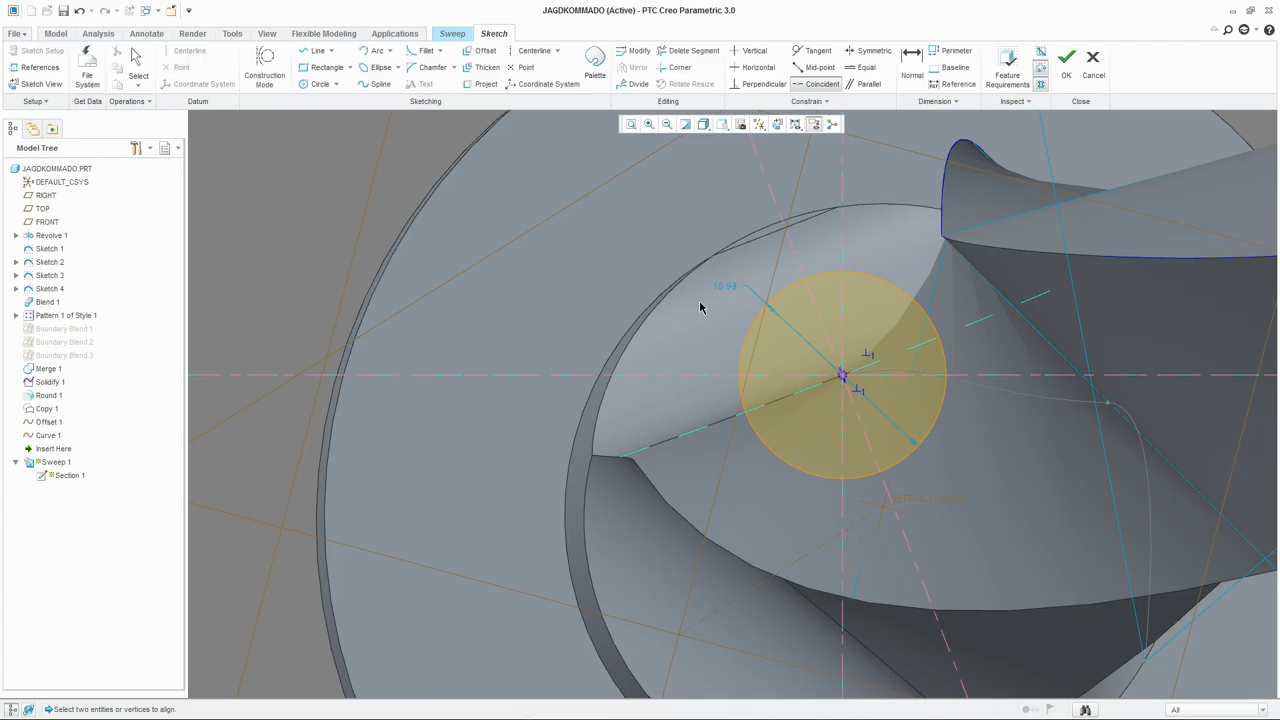 JAGDKOMMADO (Active) - PTC Creo Parametric 3.0
File Model Analysis Annotate Render Tools View Flexible Modeling Applications Sweep Sketch
Sketch Setup Select Centerline Line Arc Fillet Offset Centerline Modify Delete Segment Vertical Tangent Symmetric Perimeter
References File System Point Construction Mode Rectangle Ellipse Chamfer Thicken Point Palette Mirror Corner Horizontal Mid-point Equal Normal Baseline Feature Requirements OK Cancel
Sketch View Coordinate System Circle Spline Text Project Coordinate System Divide Rotate Resize Perpendicular Coincident Parallel Reference
Setup Get Data Operations Datum Sketching Editing Constrain Dimension Inspect Close
Model Tree
JAGDKOMMADO.PRT
DEFAULT_CSYS
RIGHT
TOP
FRONT
Revolve 1
Sketch 1
Sketch 2
Sketch 3
Sketch 4
Blend 1
Pattern 1 of Style 1
Boundary Blend 1
Boundary Blend 2
Boundary Blend 3
Merge 1
Solidify 1
Round 1
Copy 1
Offset 1
Curve 1
Insert Here
Sweep 1
Section 1
10.93
1
1
DEFAULT_CSYS
Select two entities or vertices to align.
All